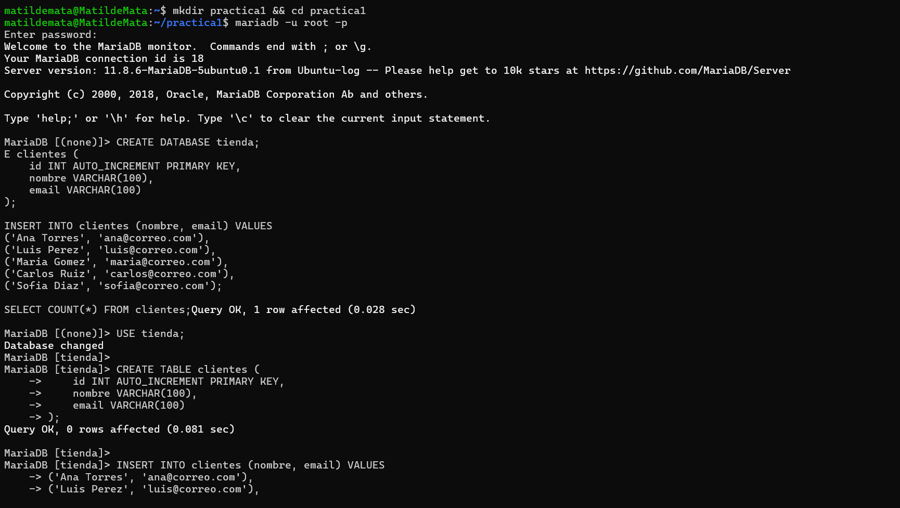 matildemata@MatildeMata:~$ mkdir practica1 && cd practica1
matildemata@MatildeMata:~/practica1$ mariadb -u root -p
Enter password:
Welcome to the MariaDB monitor.  Commands end with ; or \g.
Your MariaDB connection id is 18
Server version: 11.8.6-MariaDB-5ubuntu0.1 from Ubuntu-log -- Please help get to 10k stars at https://github.com/MariaDB/Server

Copyright (c) 2000, 2018, Oracle, MariaDB Corporation Ab and others.

Type 'help;' or '\h' for help. Type '\c' to clear the current input statement.

MariaDB [(none)]> CREATE DATABASE tienda;
E clientes (
    id INT AUTO_INCREMENT PRIMARY KEY,
    nombre VARCHAR(100),
    email VARCHAR(100)
);

INSERT INTO clientes (nombre, email) VALUES
('Ana Torres', 'ana@correo.com'),
('Luis Perez', 'luis@correo.com'),
('Maria Gomez', 'maria@correo.com'),
('Carlos Ruiz', 'carlos@correo.com'),
('Sofia Diaz', 'sofia@correo.com');

SELECT COUNT(*) FROM clientes;Query OK, 1 row affected (0.028 sec)

MariaDB [(none)]> USE tienda;
Database changed
MariaDB [tienda]>
MariaDB [tienda]> CREATE TABLE clientes (
    ->     id INT AUTO_INCREMENT PRIMARY KEY,
    ->     nombre VARCHAR(100),
    ->     email VARCHAR(100)
    -> );
Query OK, 0 rows affected (0.081 sec)

MariaDB [tienda]>
MariaDB [tienda]> INSERT INTO clientes (nombre, email) VALUES
    -> ('Ana Torres', 'ana@correo.com'),
    -> ('Luis Perez', 'luis@correo.com'),